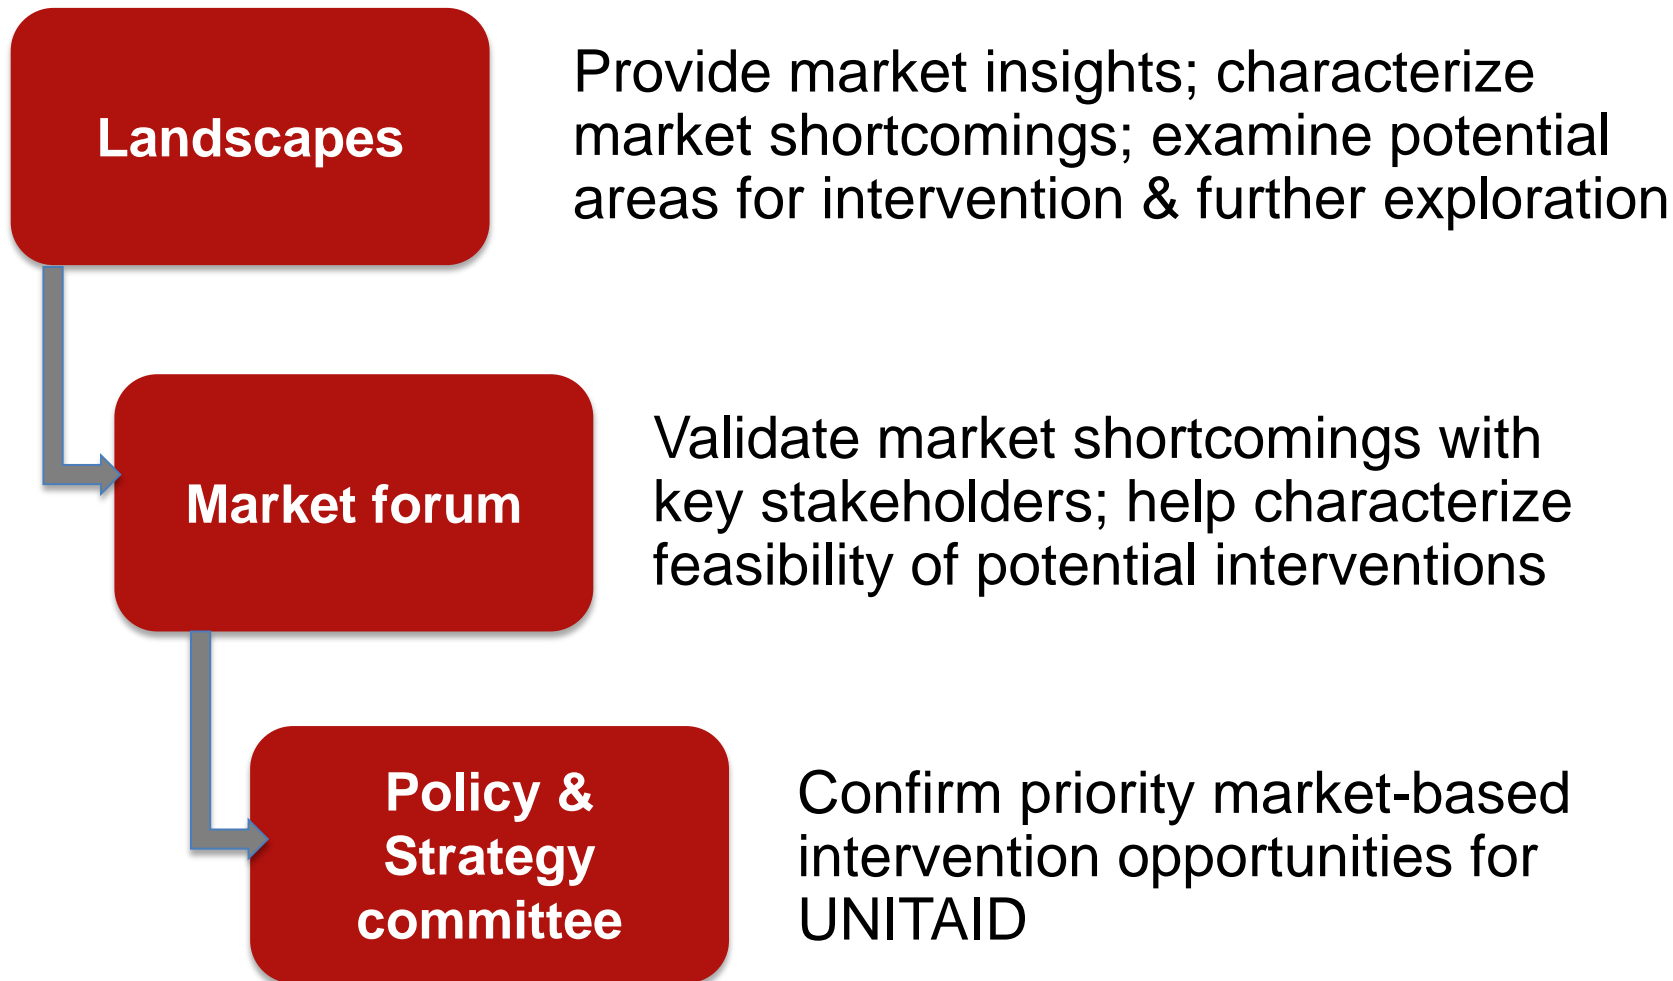 Landscapes
Provide market insights; characterize
market shortcomings; examine potential
areas for intervention & further exploration
Market forum
Validate market shortcomings with
key stakeholders; help characterize
feasibility of potential interventions
Policy &
Strategy
committee
Confirm priority market-based
intervention opportunities for
UNITAID